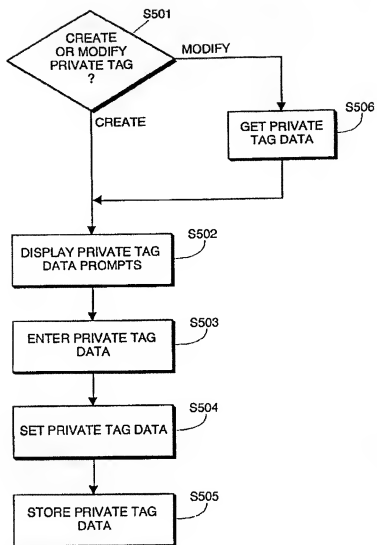 S501
CREATE
OR MODIFY
PRIVATE TAG
?
MODIFY
CREATE
S506
GET PRIVATE
TAG DATA
S502
DISPLAY PRIVATE TAG
DATA PROMPTS
S503
ENTER PRIVATE TAG
DATA
S504
SET PRIVATE TAG DATA
S505
STORE PRIVATE TAG
DATA